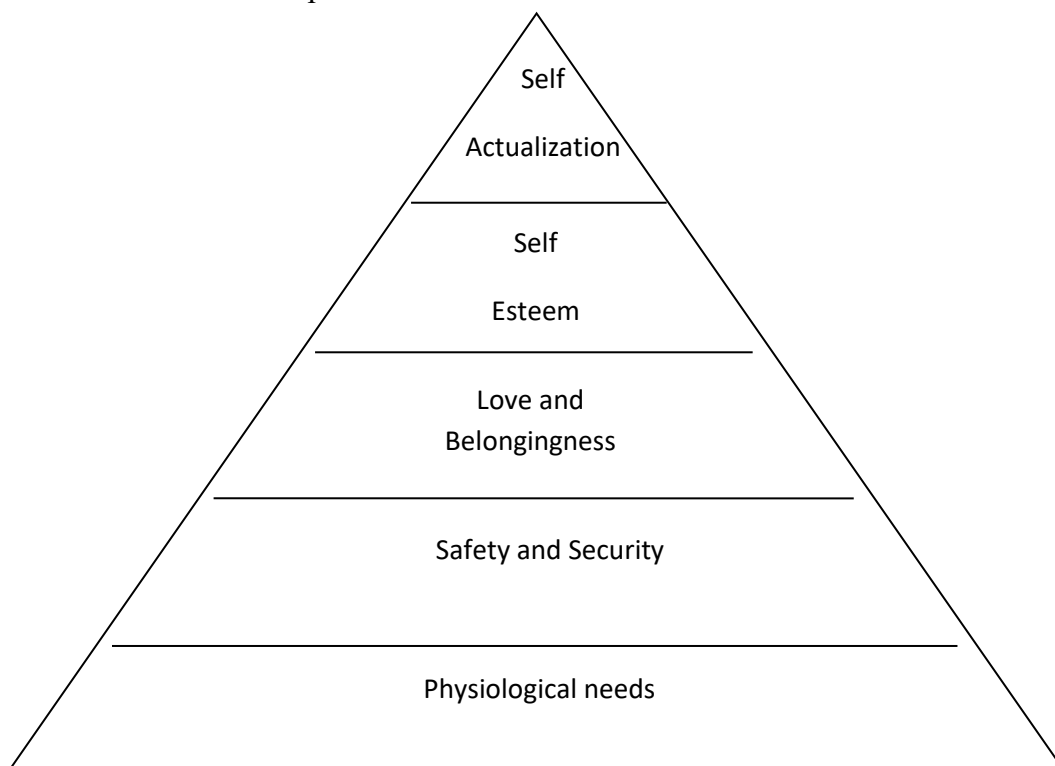 Self
Actualization
Self
Esteem
Love and
Belongingness
Safety and Security
Physiological needs